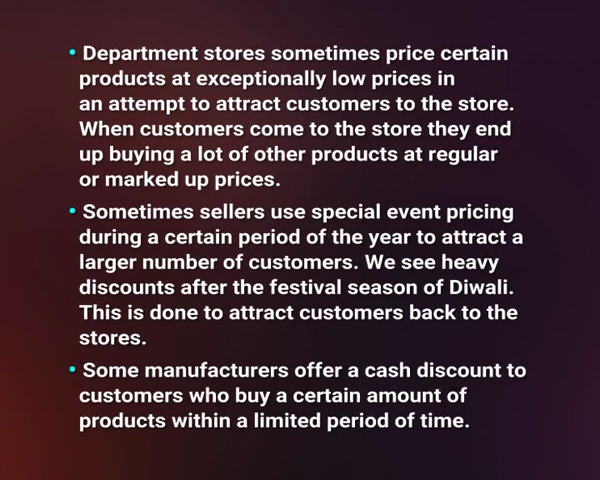 • Department stores sometimes price certain
products at exceptionally low prices in
an attempt to attract customers to the store.
When customers come to the store they end
up buying a lot of other products at regular
or marked up prices.
• Sometimes sellers use special event pricing
during a certain period of the year to attract a
larger number of customers. We see heavy
discounts after the festival season of Diwali.
This is done to attract customers back to the
stores.
• Some manufacturers offer a cash discount to
customers who buy a certain amount of
products within a limited period of time.